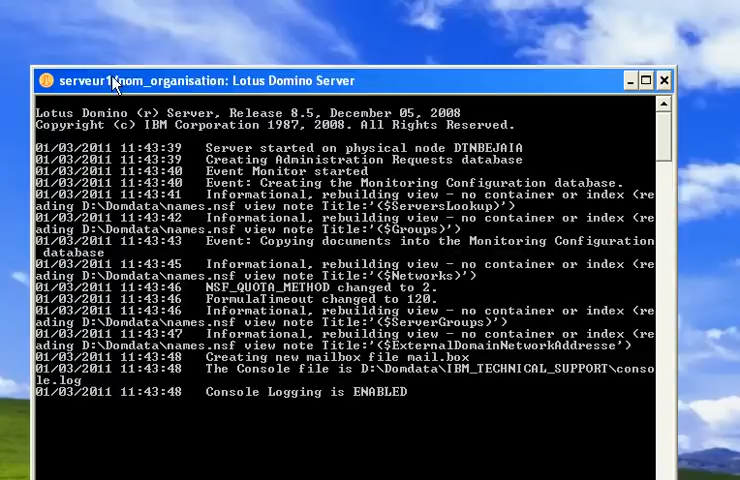 serveur1/nom_organisation: Lotus Domino Server
Lotus Domino (r) Server, Release 8.5, December 05, 2008
Copyright (c) IBM Corporation 1987, 2008. All Rights Reserved.
01/03/2011 11:43:39   Server started on physical node DTNBEJAIA
01/03/2011 11:43:39   Creating Administration Requests database
01/03/2011 11:43:40   Event Monitor started
01/03/2011 11:43:40   Event: Creating the Monitoring Configuration database.
01/03/2011 11:43:41   Informational, rebuilding view - no container or index (re
ading D:\Domdata\names.nsf view note Title:'($ServersLookup)')
01/03/2011 11:43:42   Informational, rebuilding view - no container or index (re
ading D:\Domdata\names.nsf view note Title:'($Groups)')
01/03/2011 11:43:43   Event: Copying documents into the Monitoring Configuration
 database
01/03/2011 11:43:45   Informational, rebuilding view - no container or index (re
ading D:\Domdata\names.nsf view note Title:'($Networks)')
01/03/2011 11:43:46   NSF_QUOTA_METHOD changed to 2.
01/03/2011 11:43:46   FormulaTimeout changed to 120.
01/03/2011 11:43:46   Informational, rebuilding view - no container or index (re
ading D:\Domdata\names.nsf view note Title:'($ServerGroups)')
01/03/2011 11:43:47   Informational, rebuilding view - no container or index (re
ading D:\Domdata\names.nsf view note Title:'($ExternalDomainNetworkAddresse')
01/03/2011 11:43:48   Creating new mailbox file mail.box
01/03/2011 11:43:48   The Console file is D:\Domdata\IBM_TECHNICAL_SUPPORT\conso
le.log
01/03/2011 11:43:48   Console Logging is ENABLED